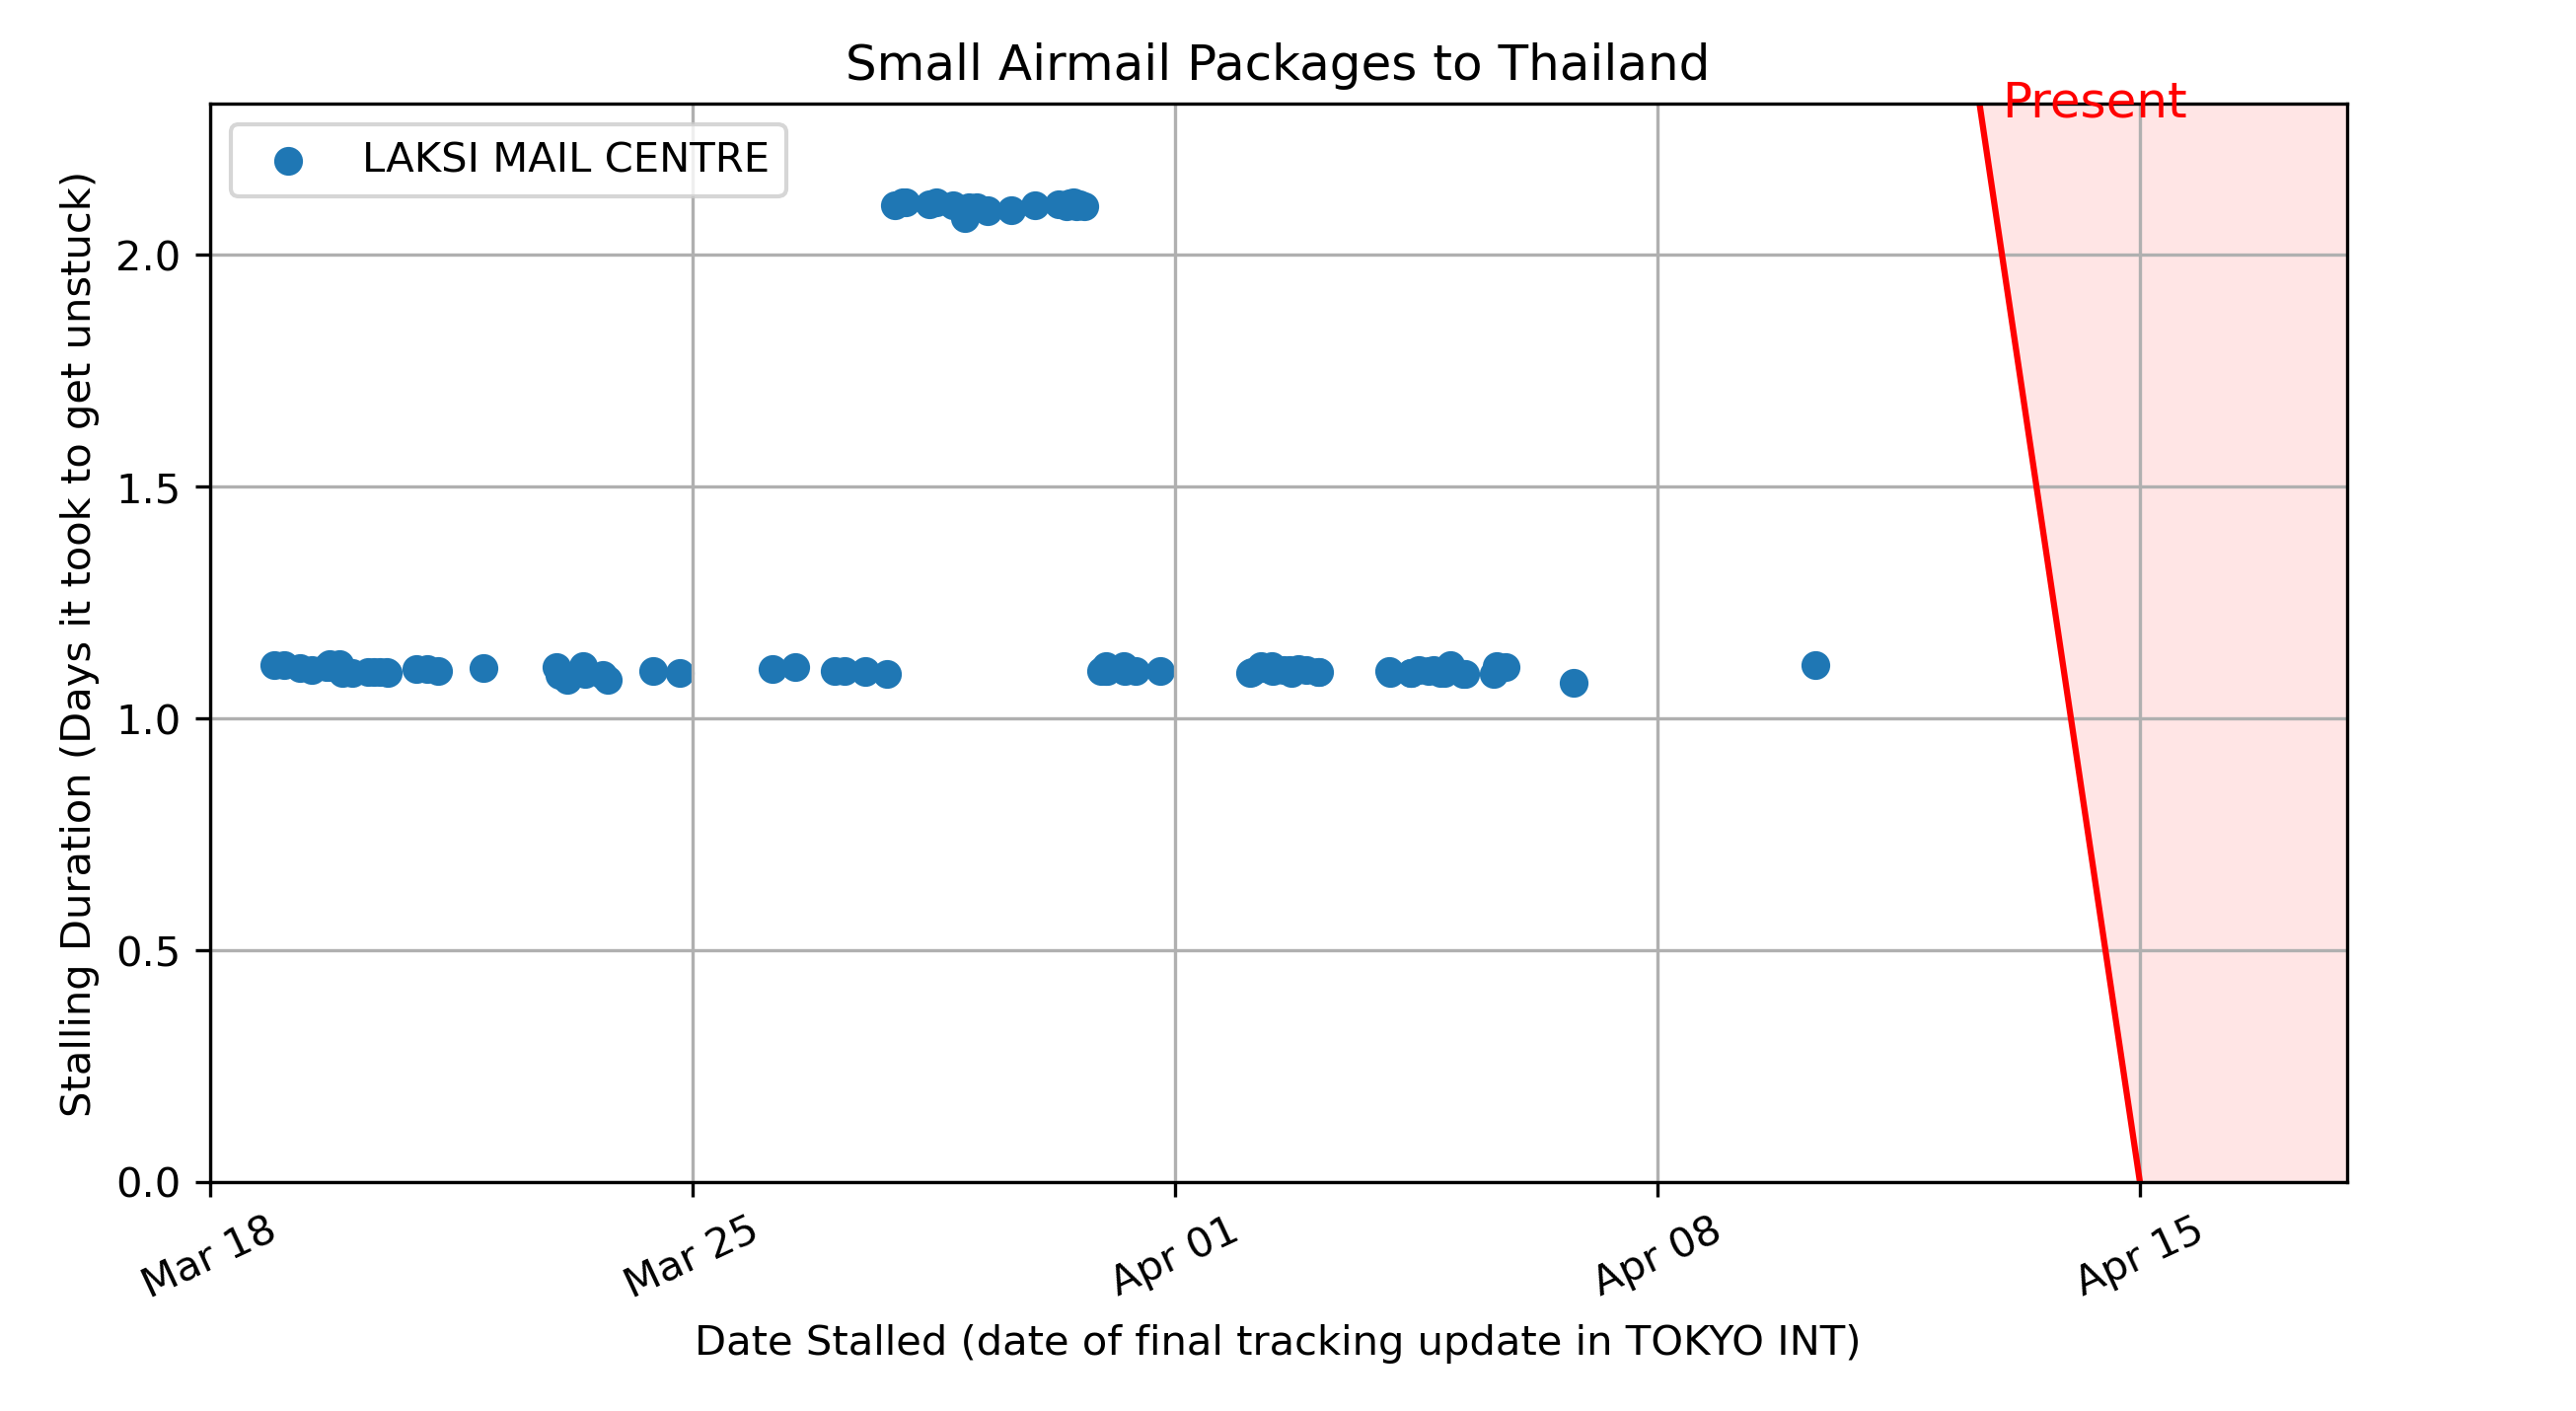 Small Airmail Packages to Thailand
Present
LAKSI MAIL CENTRE
Stalling Duration (Days it took to get unstuck)
2.0
1.5
1.0
0.5
0.0
Mar 18
Mar 25
Apr 01
Apr 08
Apr 15
Date Stalled (date of final tracking update in TOKYO INT)